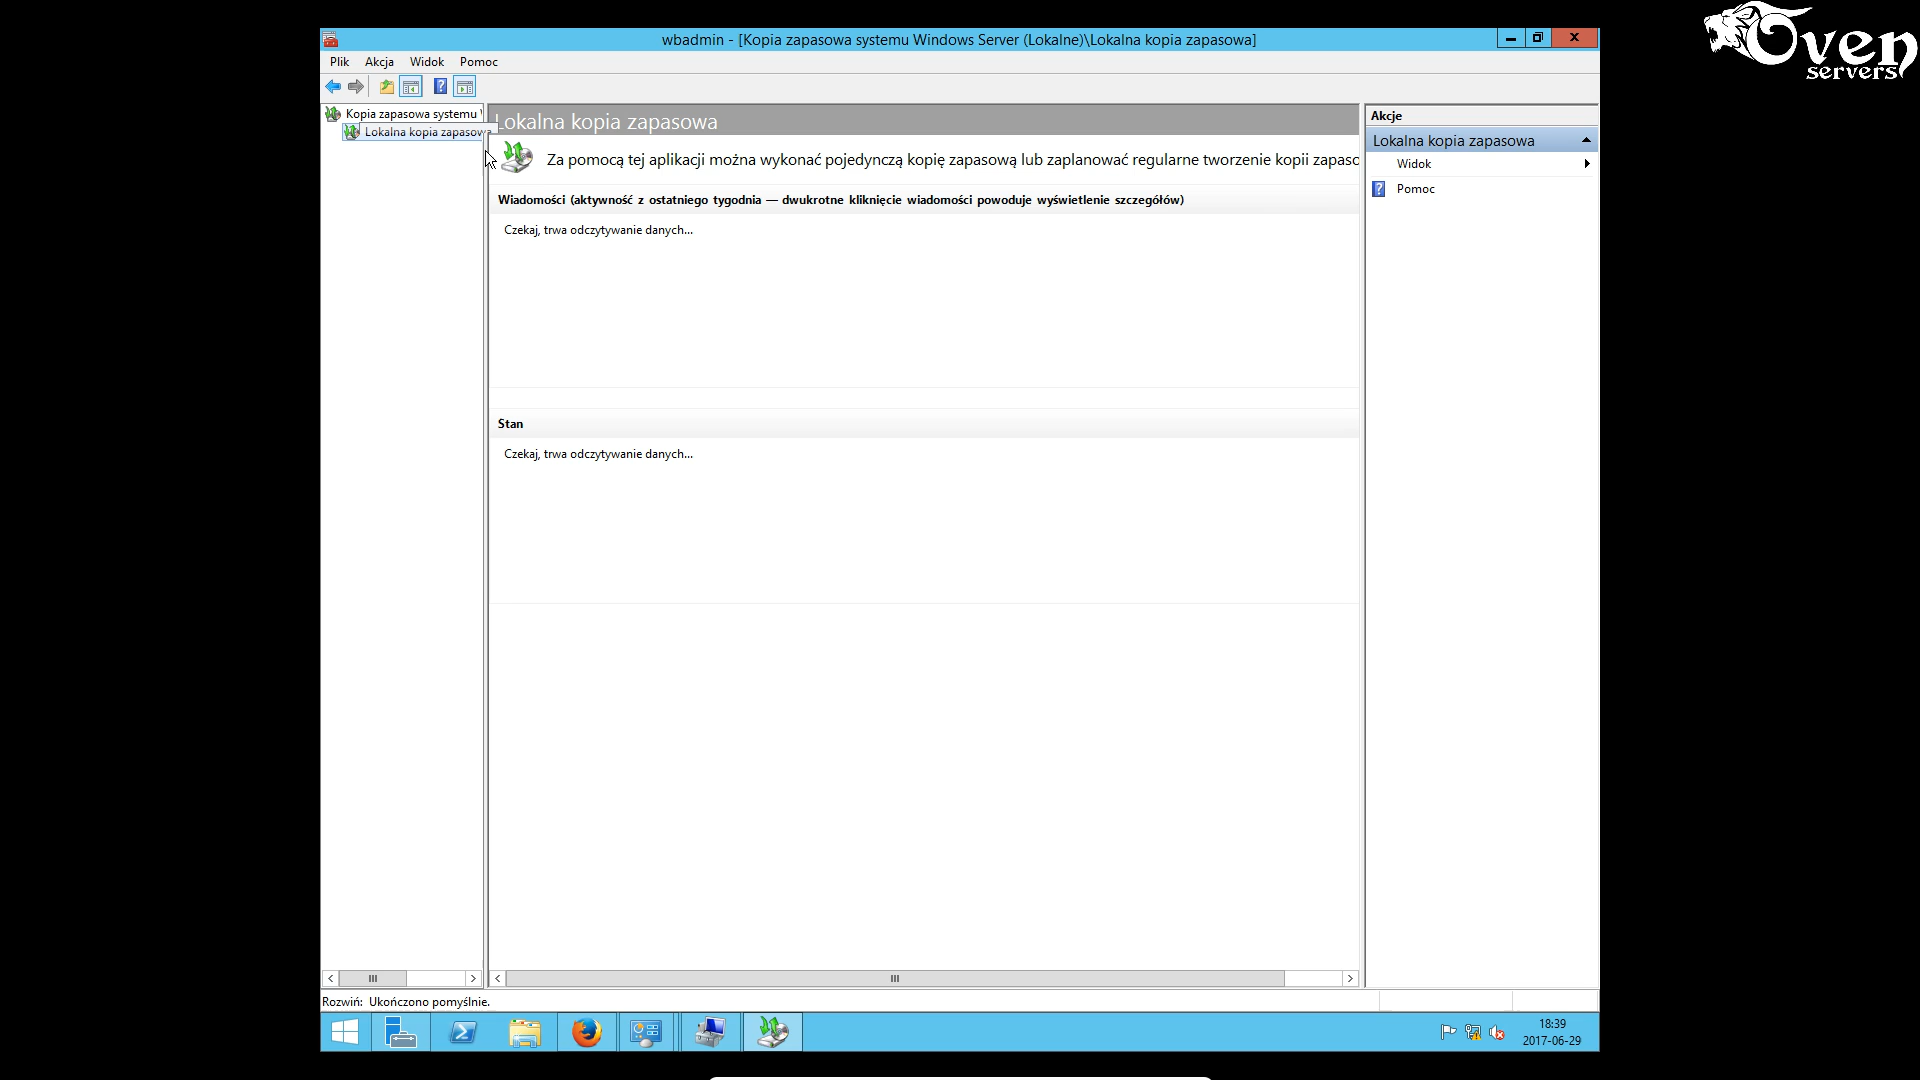 Oven
servers
wbadmin - [Kopia zapasowa systemu Windows Server (Lokalne)\Lokalna kopia zapasowa]
Plik Akcja Widok Pomoc
Kopia zapasowa systemu
Lokalna kopia zapasowa
Lokalna kopia zapasowa
Za pomocą tej aplikacji można wykonać pojedynczą kopię zapasową lub zaplanować regularne tworzenie kopii zapaso
Wiadomości (aktywność z ostatniego tygodnia — dwukrotne kliknięcie wiadomości powoduje wyświetlenie szczegółów)
Czekaj, trwa odczytywanie danych...
Stan
Czekaj, trwa odczytywanie danych...
Akcje
Lokalna kopia zapasowa
Widok
Pomoc
Rozwiń: Ukończono pomyślnie.
18:39
2017-06-29